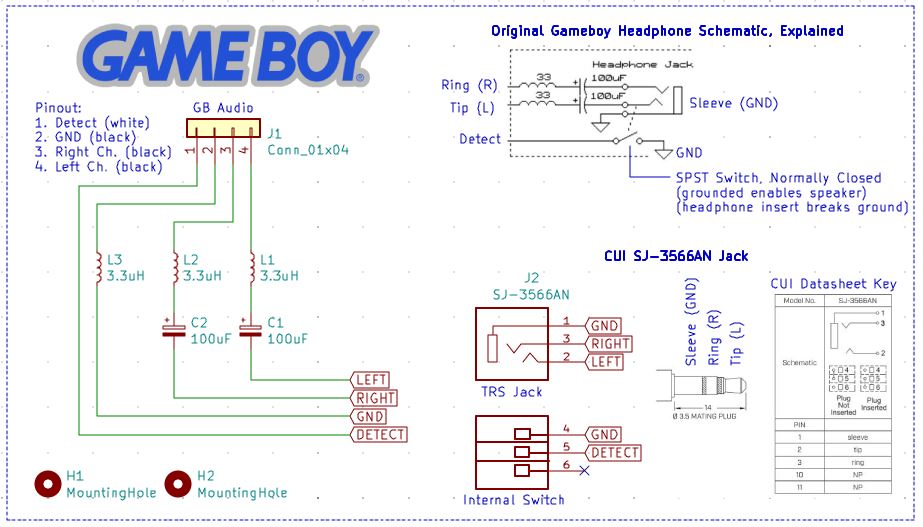 GAME BOY
®
Pinout:
1. Detect (white)
2. GND (black)
3. Right Ch. (black)
4. Left Ch. (black)
GB Audio
J1
Conn_01x04
1
2
3
4
L3
3.3uH
L2
3.3uH
L1
3.3uH
+
C2
100uF
+
C1
100uF
LEFT
RIGHT
GND
DETECT
H1
MountingHole
H2
MountingHole
Original Gameboy Headphone Schematic, Explained
Headphone Jack
Ring (R)
33
+
100uF
Tip (L)
33
+
100uF
Sleeve (GND)
Detect
GND
SPST Switch, Normally Closed
(grounded enables speaker)
(headphone insert breaks ground)
CUI SJ-3566AN Jack
J2
SJ-3566AN
1
GND
3
RIGHT
2
LEFT
TRS Jack
4
GND
5
DETECT
6
Internal Switch
Sleeve (GND)
Ring (R)
Tip (L)
14
Ø 3.5 MATING PLUG
CUI Datasheet Key
Model No. SJ-3566AN
Schematic
1
3
2
4 4
5 5
6 6
Plug
Not
Inserted
Plug
Inserted
PIN
1 sleeve
2 tip
3 ring
10 NP
11 NP